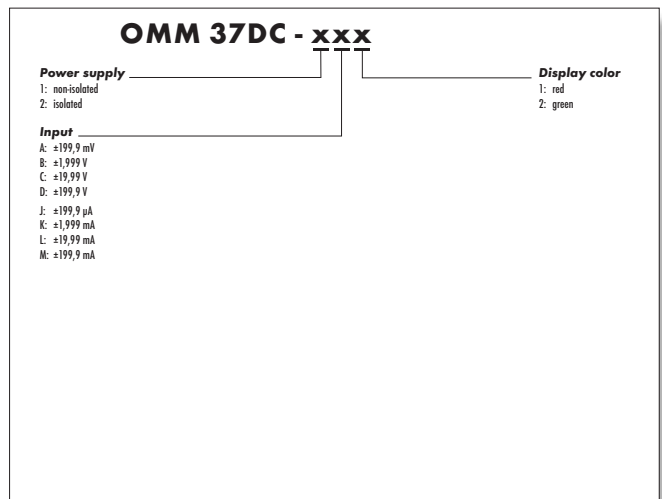 OMM 37DC - xxx
Power supply
1: non-isolated
2: isolated
Input
A: ±199,9 mV
B: ±1,999 V
C: ±19,99 V
D: ±199,9 V
J: ±199,9 µA
K: ±1,999 mA
L: ±19,99 mA
M: ±199,9 mA
Display color
1: red
2: green